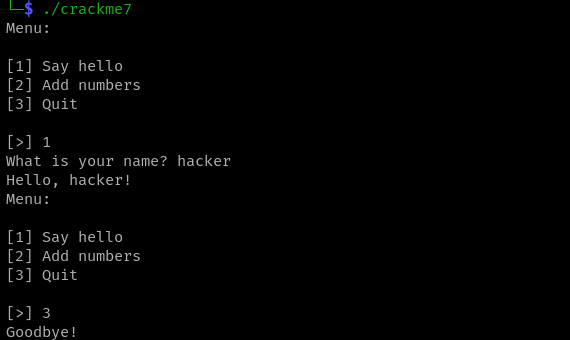 └─$ ./crackme7
Menu:

[1] Say hello
[2] Add numbers
[3] Quit

[>] 1
What is your name? hacker
Hello, hacker!
Menu:

[1] Say hello
[2] Add numbers
[3] Quit

[>] 3
Goodbye!